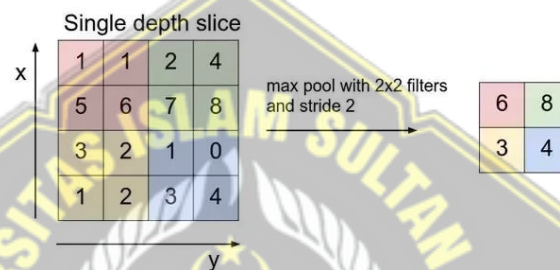 Single depth slice
x
1 1 2 4
5 6 7 8
3 2 1 0
1 2 3 4
y
max pool with 2x2 filters
and stride 2
6 8
3 4
SITAS ISLAM SULTAN